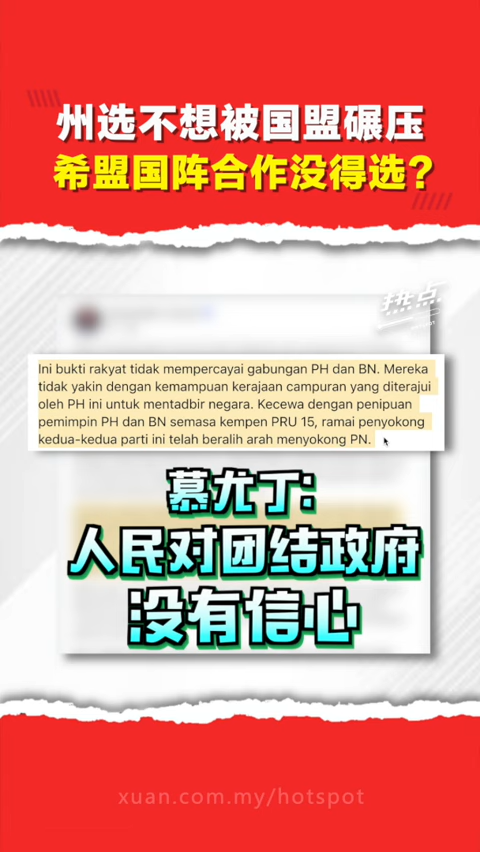 州选不想被国盟碾压
希盟国阵合作没得选?
热点
Ini bukti rakyat tidak mempercayai gabungan PH dan BN. Mereka
tidak yakin dengan kemampuan kerajaan campuran yang diterajui
oleh PH ini untuk mentadbir negara. Kecewa dengan penipuan
pemimpin PH dan BN semasa kempen PRU 15, ramai penyokong
kedua-kedua parti ini telah beralih arah menyokong PN.
慕尤丁:
人民对团结政府
没有信心
xuan.com.my/hotspot